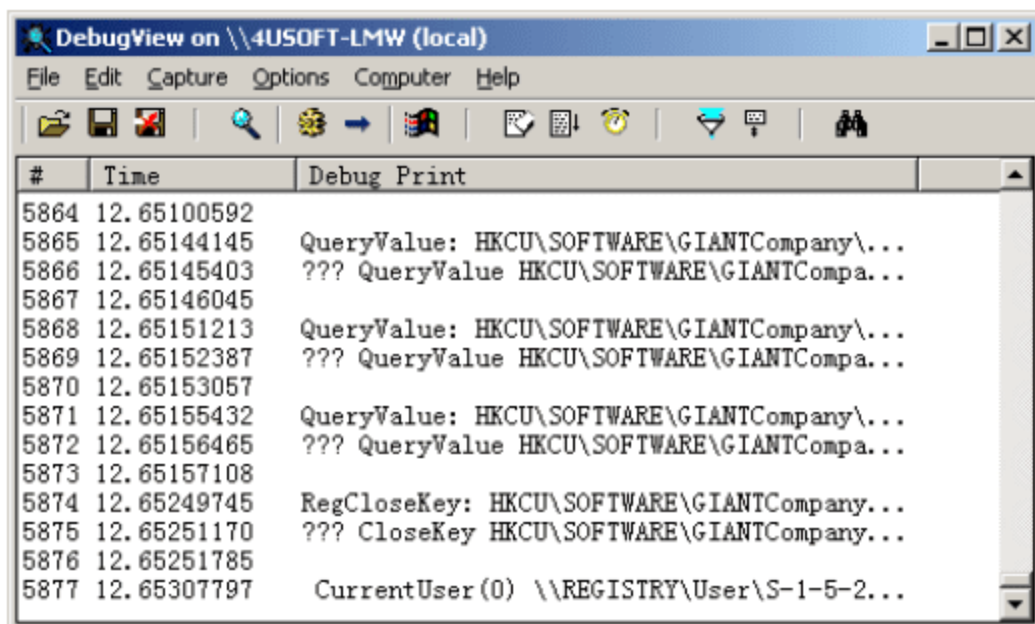 DebugView on \\4USOFT-LMW (local)
File Edit Capture Options Computer Help
# Time Debug Print
5864 12.65100592
5865 12.65144145 QueryValue: HKCU\SOFTWARE\GIANTCompany\...
5866 12.65145403 ??? QueryValue HKCU\SOFTWARE\GIANTCompa...
5867 12.65146045
5868 12.65151213 QueryValue: HKCU\SOFTWARE\GIANTCompany\...
5869 12.65152387 ??? QueryValue HKCU\SOFTWARE\GIANTCompa...
5870 12.65153057
5871 12.65155432 QueryValue: HKCU\SOFTWARE\GIANTCompany\...
5872 12.65156465 ??? QueryValue HKCU\SOFTWARE\GIANTCompa...
5873 12.65157108
5874 12.65249745 RegCloseKey: HKCU\SOFTWARE\GIANTCompany...
5875 12.65251170 ??? CloseKey HKCU\SOFTWARE\GIANTCompany...
5876 12.65251785
5877 12.65307797 CurrentUser(0) \\REGISTRY\User\S-1-5-2...